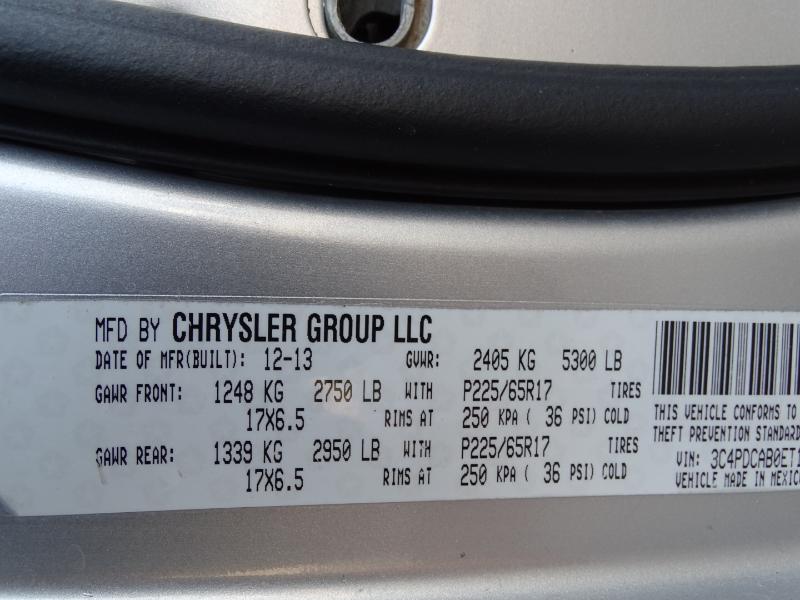 MFD BY CHRYSLER GROUP LLC
DATE OF MFR(BUILT): 12-13 GVWR: 2405 KG 5300 LB
GAWR FRONT: 1248 KG 2750 LB WITH P225/65R17 TIRES
17X6.5 RIMS AT 250 KPA ( 36 PSI) COLD
GAWR REAR: 1339 KG 2950 LB WITH P225/65R17 TIRES
17X6.5 RIMS AT 250 KPA ( 36 PSI) COLD
THIS VEHICLE CONFORMS TO
THEFT PREVENTION STANDARD
VIN: 3C4PDCAB0ET1
VEHICLE MADE IN MEXICO